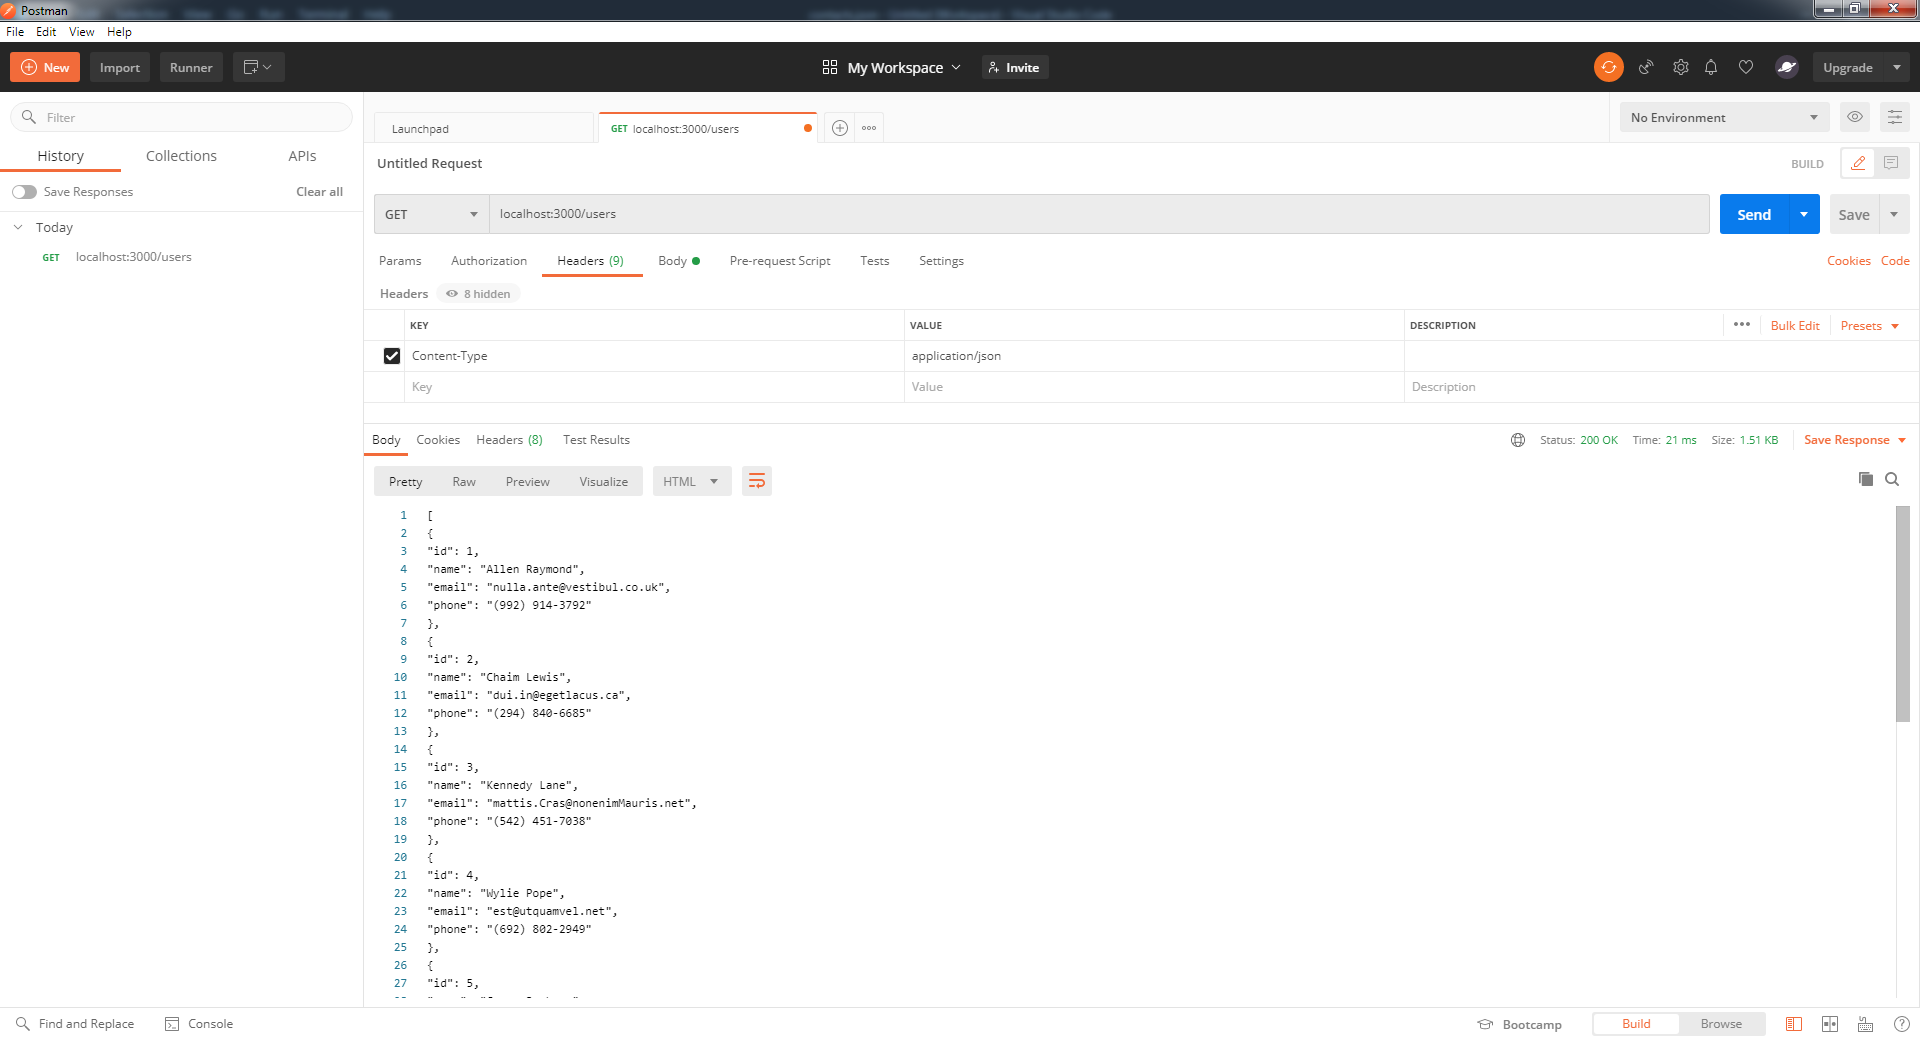 Postman
File Edit View Help
New Import Runner My Workspace Invite Upgrade
Filter
History Collections APIs
Save Responses Clear all
Today
GET localhost:3000/users
Launchpad GET localhost:3000/users No Environment
Untitled Request BUILD
GET localhost:3000/users Send Save
Params Authorization Headers (9) Body Pre-request Script Tests Settings Cookies Code
Headers 8 hidden
KEY VALUE DESCRIPTION Bulk Edit Presets
Content-Type application/json
Key Value Description
Body Cookies Headers (8) Test Results Status: 200 OK Time: 21 ms Size: 1.51 KB Save Response
Pretty Raw Preview Visualize HTML
1 [
2 {
3 "id": 1,
4 "name": "Allen Raymond",
5 "email": "nulla.ante@vestibul.co.uk",
6 "phone": "(992) 914-3792"
7 },
8 {
9 "id": 2,
10 "name": "Chaim Lewis",
11 "email": "dui.in@egetlacus.ca",
12 "phone": "(294) 840-6685"
13 },
14 {
15 "id": 3,
16 "name": "Kennedy Lane",
17 "email": "mattis.Cras@nonenimMauris.net",
18 "phone": "(542) 451-7038"
19 },
20 {
21 "id": 4,
22 "name": "Wylie Pope",
23 "email": "est@utquamvel.net",
24 "phone": "(692) 802-2949"
25 },
26 {
27 "id": 5,
Find and Replace Console Bootcamp Build Browse